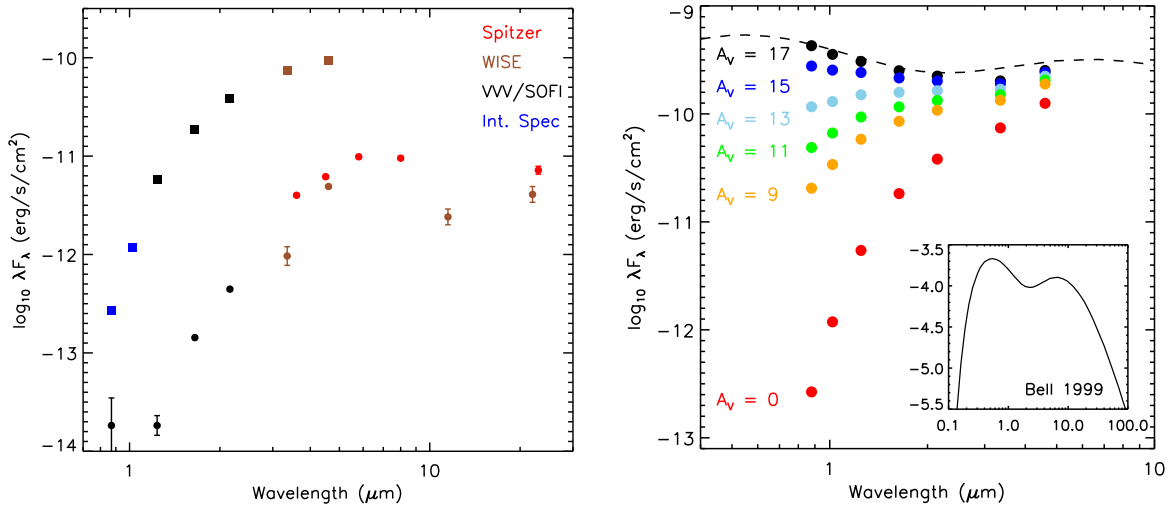 −10
−11
−12
−13
−14
log₁₀ λF_λ (erg/s/cm²)
Spitzer
WISE
VVV/SOFI
Int. Spec
1
10
Wavelength (μm)
−9
−10
−11
−12
−13
log₁₀ λF_λ (erg/s/cm²)
A_v = 17
A_v = 15
A_v = 13
A_v = 11
A_v = 9
A_v = 0
−3.5
−4.0
−4.5
−5.0
−5.5
Bell 1999
0.1
1.0
10.0
100.0
1
10
Wavelength (μm)